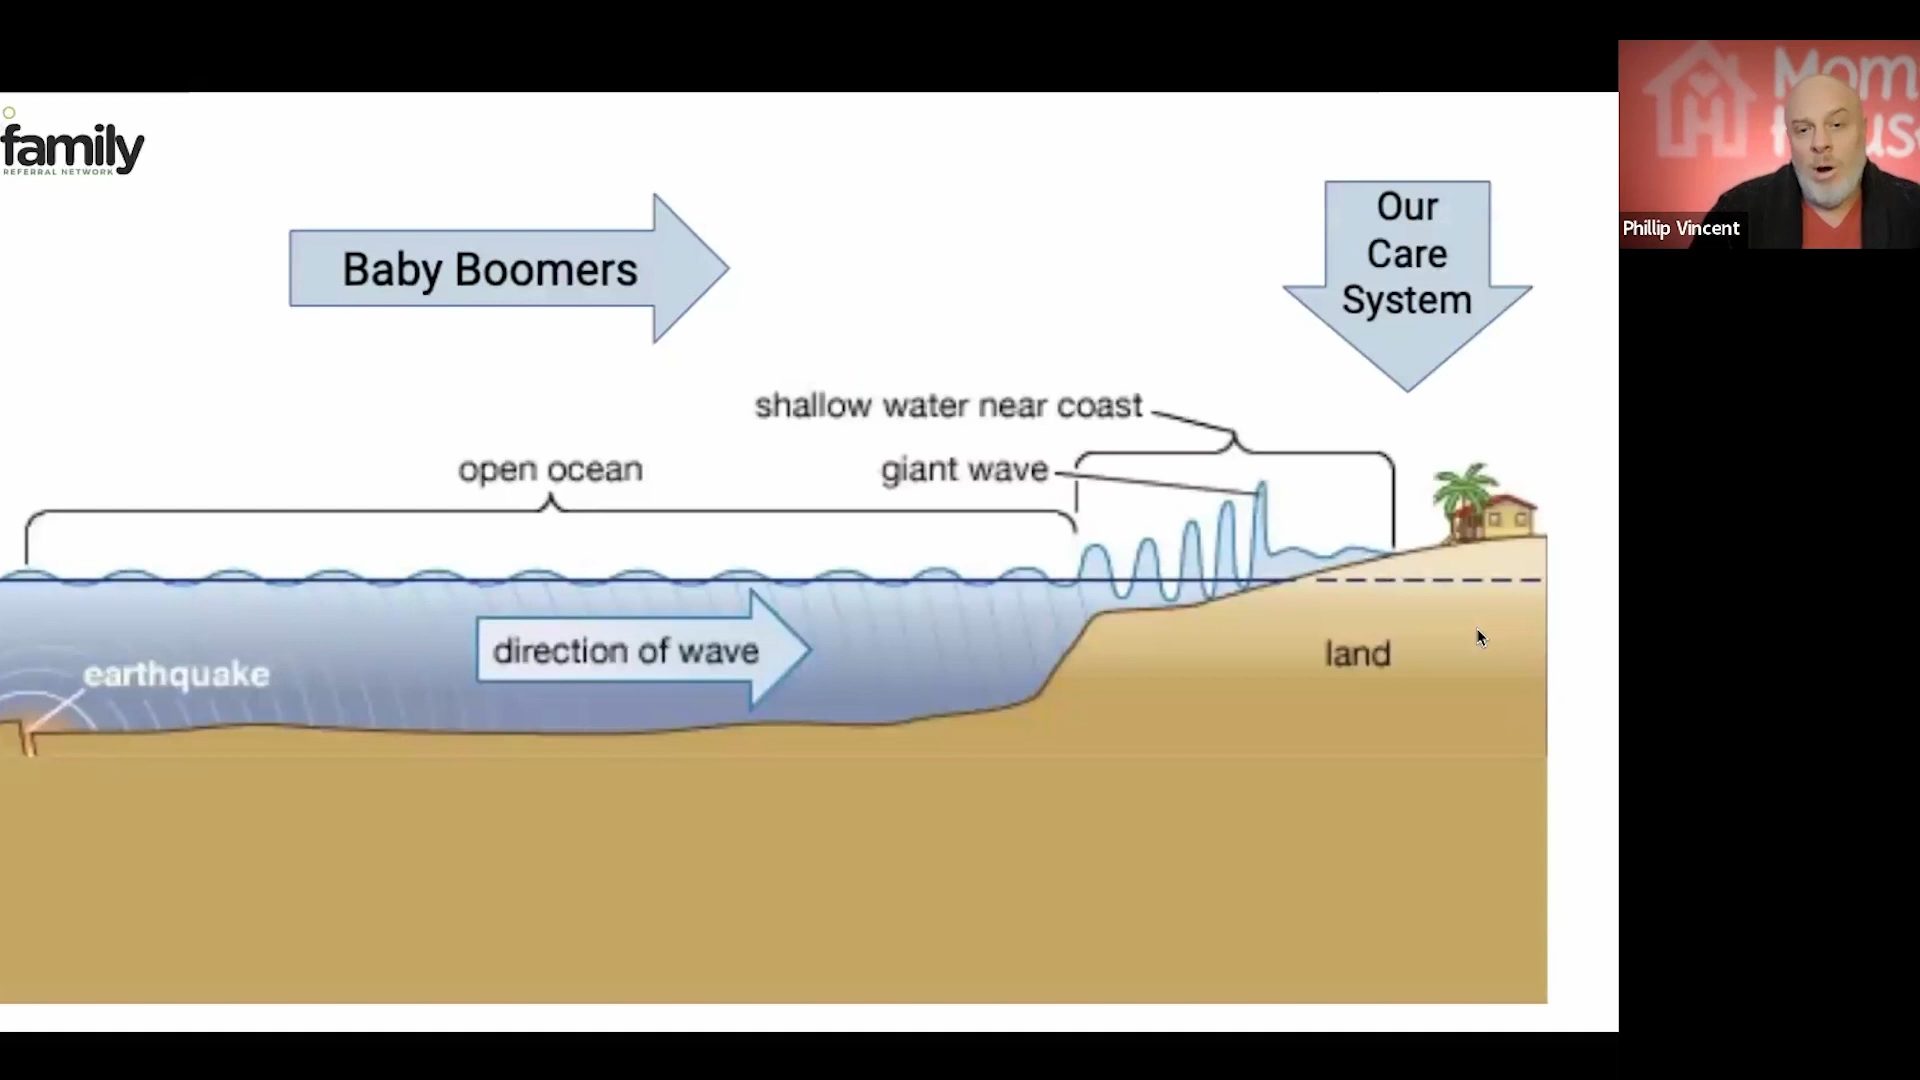 family
REFERRAL NETWORK
Baby Boomers
Our
Care
System
Mom
Phillip Vincent
shallow water near coast
open ocean
giant wave
direction of wave
earthquake
land